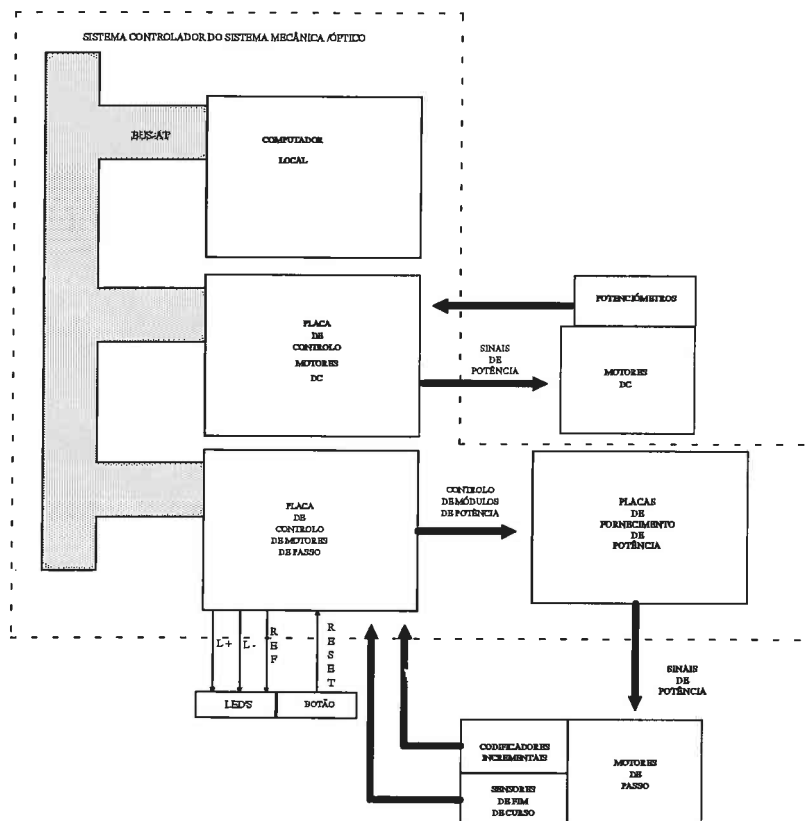 SISTEMA CONTROLADOR DO SISTEMA MECÂNICA /ÓPTICO
BUS-AT
COMPUTADOR
LOCAL
POTENCIÓMETROS
PLACA
DE
CONTROLO
MOTORES
DC
SINAIS
DE
POTÊNCIA
MOTORES
DC
PLACA
DE
CONTROLO
DE MOTORES
DE PASSO
CONTROLO
DE MÓDULOS
DE POTÊNCIA
PLACAS
DE
FORNECIMENTO
DE
POTÊNCIA
L+
L-
REF
RESET
LED'S
BOTÃO
SINAIS
DE
POTÊNCIA
CODIFICADORES
INCREMENTAIS
MOTORES
DE
PASSO
SENSORES
DE FIM
DE CURSO